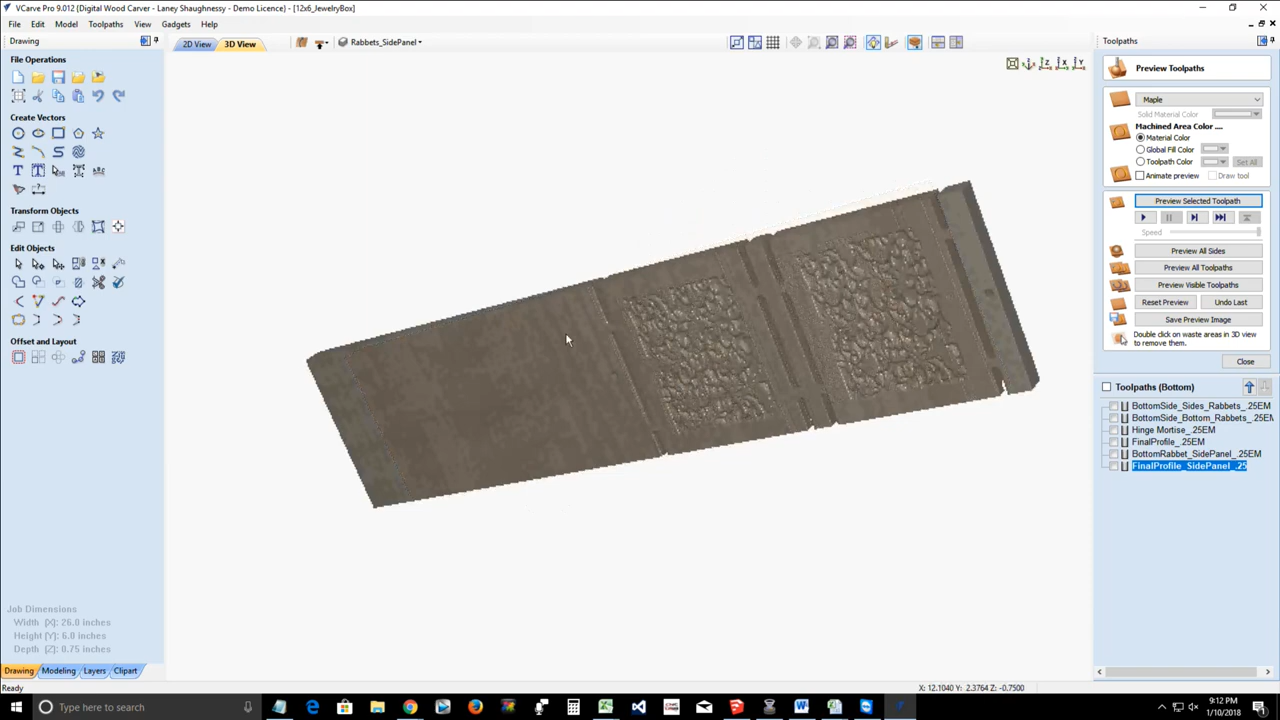 VCarve Pro 9.012 {Digital Wood Carver - Laney Shaughnessy - Demo Licence} - [12x6_JewelryBox]
File Edit Model Toolpaths View Gadgets Help
Drawing
2D View 3D View Rabbets_SidePanel
Toolpaths
File Operations
Create Vectors
Transform Objects
Edit Objects
Offset and Layout
Job Dimensions
Width (X): 26.0 inches
Height (Y): 6.0 inches
Depth (Z): 0.75 inches
Drawing Modeling Layers Clipart
Z X Y
Preview Toolpaths
Maple
Solid Material Color
Machined Area Color ....
Material Color
Global Fill Color
Toolpath Color Set All
Animate preview Draw tool
Preview Selected Toolpath
Speed
Preview All Sides
Preview All Toolpaths
Preview Visible Toolpaths
Reset Preview Undo Last
Save Preview Image
Double click on waste areas in 3D view
to remove them.
Close
Toolpaths (Bottom)
BottomSide_Sides_Rabbets_.25EM
BottomSide_Bottom_Rabbets_.25EM
Hinge Mortise_.25EM
FinalProfile_.25EM
BottomRabbet_SidePanel_.25EM
FinalProfile_SidePanel_.25
Ready
X: 12.1040 Y: 2.3764 Z: -0.7500
Type here to search
9:12 PM
1/10/2018